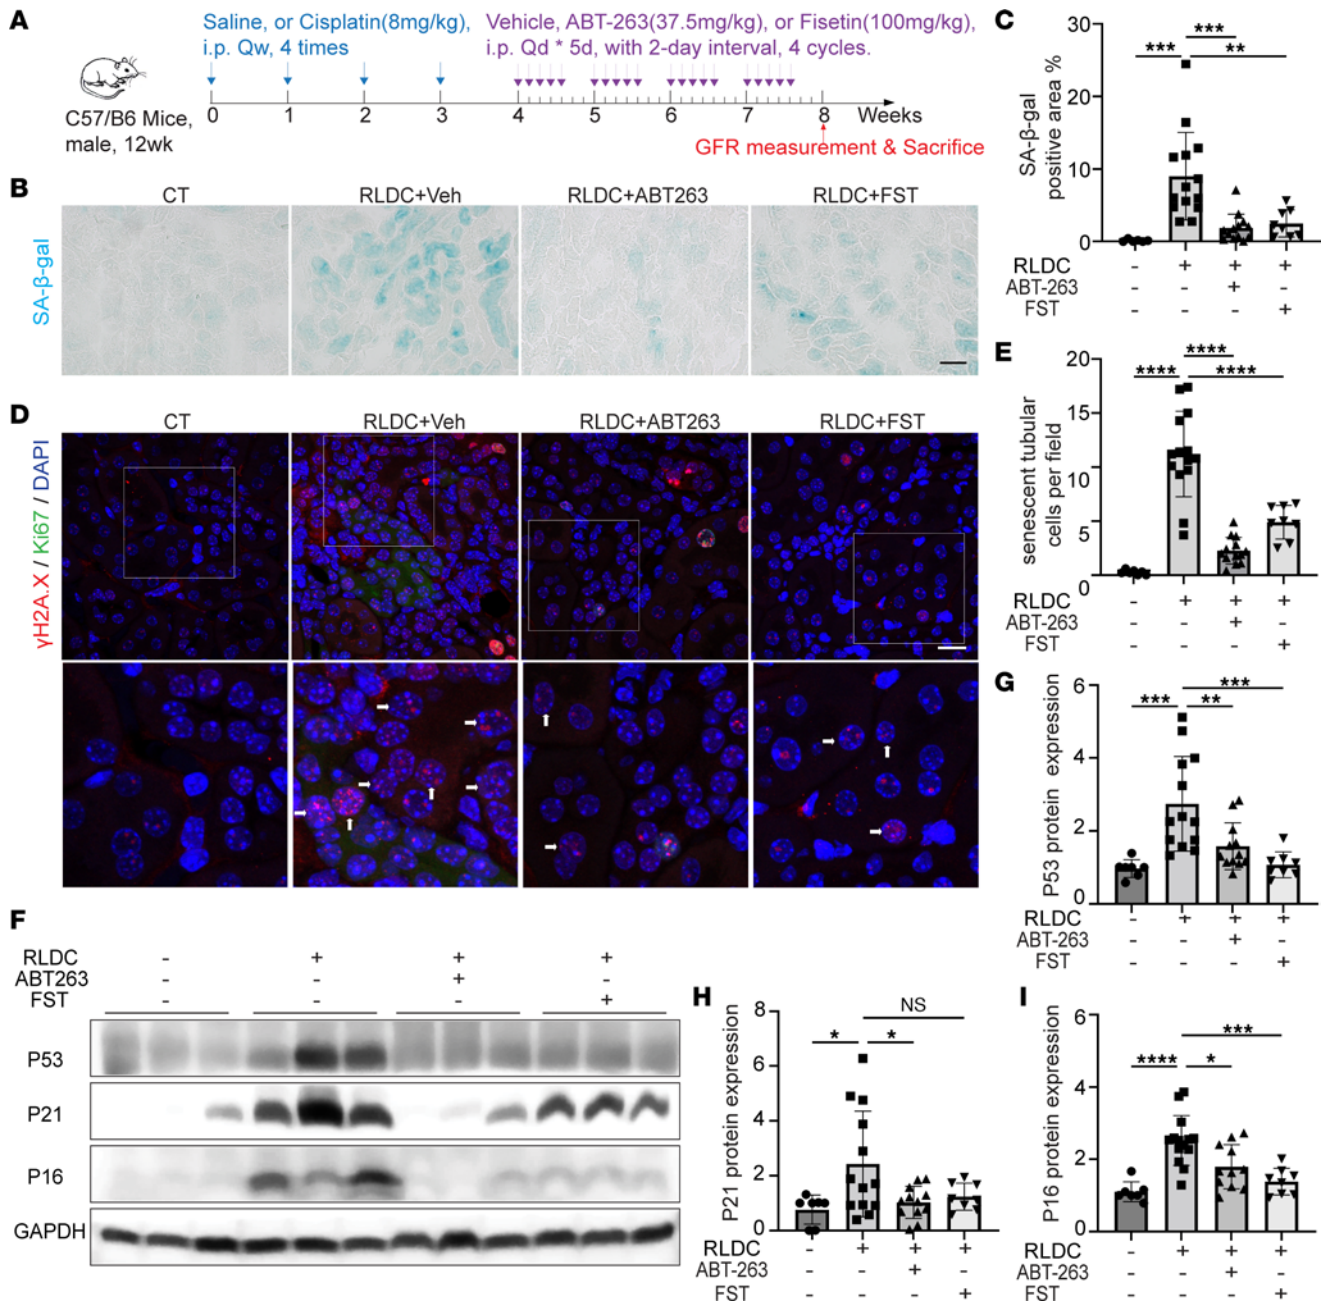 A
Saline, or Cisplatin(8mg/kg),
i.p. Qw, 4 times
Vehicle, ABT-263(37.5mg/kg), or Fisetin(100mg/kg),
i.p. Qd * 5d, with 2-day interval, 4 cycles.
C57/B6 Mice,
male, 12wk
0 1 2 3 4 5 6 7 8 Weeks
GFR measurement & Sacrifice
B
CT RLDC+Veh RLDC+ABT263 RLDC+FST
SA-β-gal
C
SA-β-gal
positive area %
30
20
10
0
*** *** **
RLDC - + + +
ABT-263 - - + -
FST - - - +
D
CT RLDC+Veh RLDC+ABT263 RLDC+FST
γH2A.X / Ki67 / DAPI
E
senescent tubular
cells per field
20
15
10
5
0
**** **** ****
RLDC - + + +
ABT-263 - - + -
FST - - - +
F
RLDC - + + +
ABT263 - - + -
FST - - - +
P53
P21
P16
GAPDH
G
P53 protein expression
6
4
2
0
*** ** ***
RLDC - + + +
ABT-263 - - + -
FST - - - +
H
P21 protein expression
8
6
4
2
0
* * NS
RLDC - + + +
ABT-263 - - + -
FST - - - +
I
P16 protein expression
6
4
2
0
**** * ***
RLDC - + + +
ABT-263 - - + -
FST - - - +